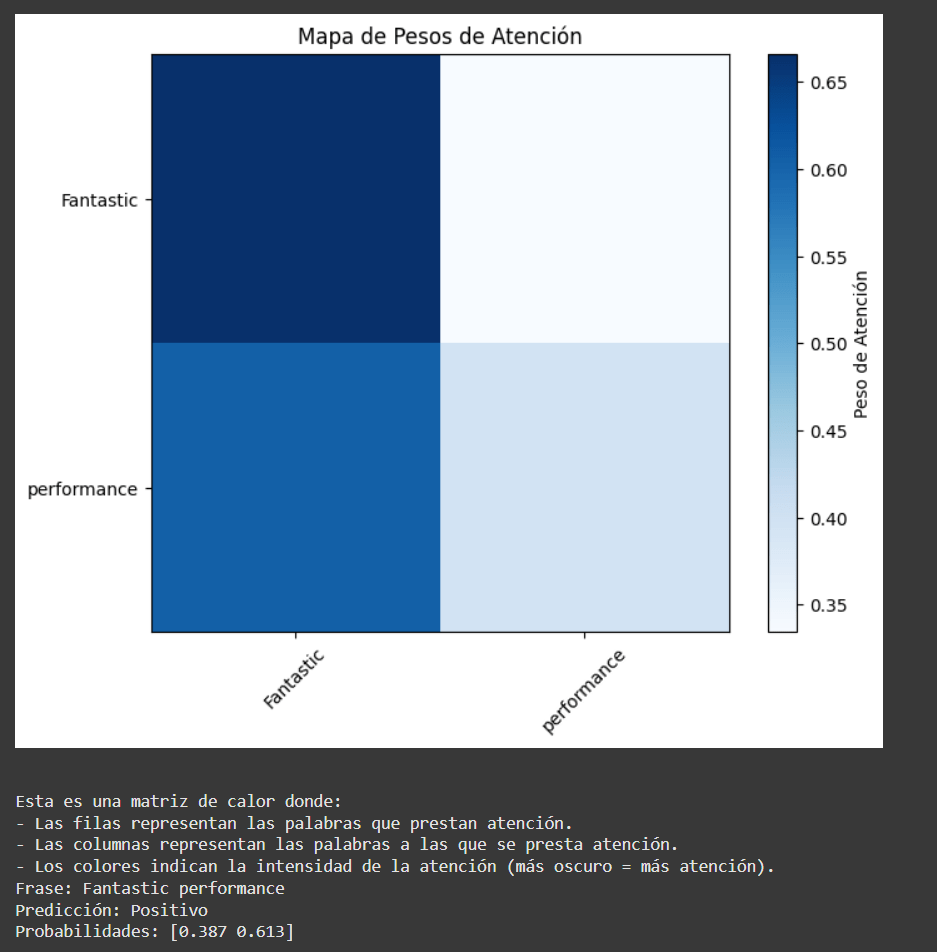 Mapa de Pesos de Atención
Fantastic
performance
Fantastic
performance
0.65
0.60
0.55
0.50
0.45
0.40
0.35
Peso de Atención
Esta es una matriz de calor donde:
- Las filas representan las palabras que prestan atención.
- Las columnas representan las palabras a las que se presta atención.
- Los colores indican la intensidad de la atención (más oscuro = más atención).
Frase: Fantastic performance
Predicción: Positivo
Probabilidades: [0.387 0.613]